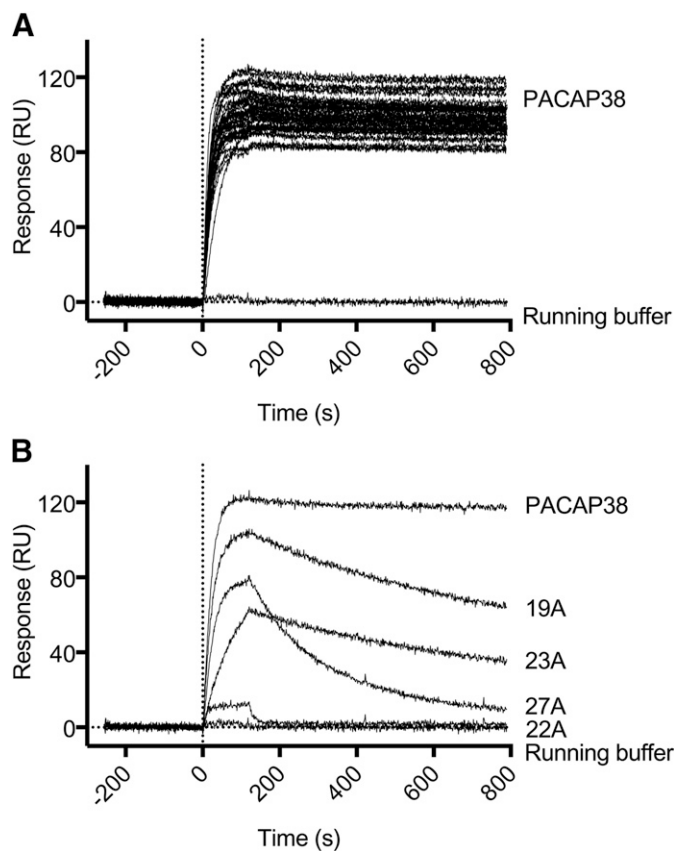 A
Response (RU)
120
80
40
0
PACAP38
Running buffer
-200
0
200
400
600
800
Time (s)
B
Response (RU)
120
80
40
0
PACAP38
19A
23A
27A
22A
Running buffer
-200
0
200
400
600
800
Time (s)